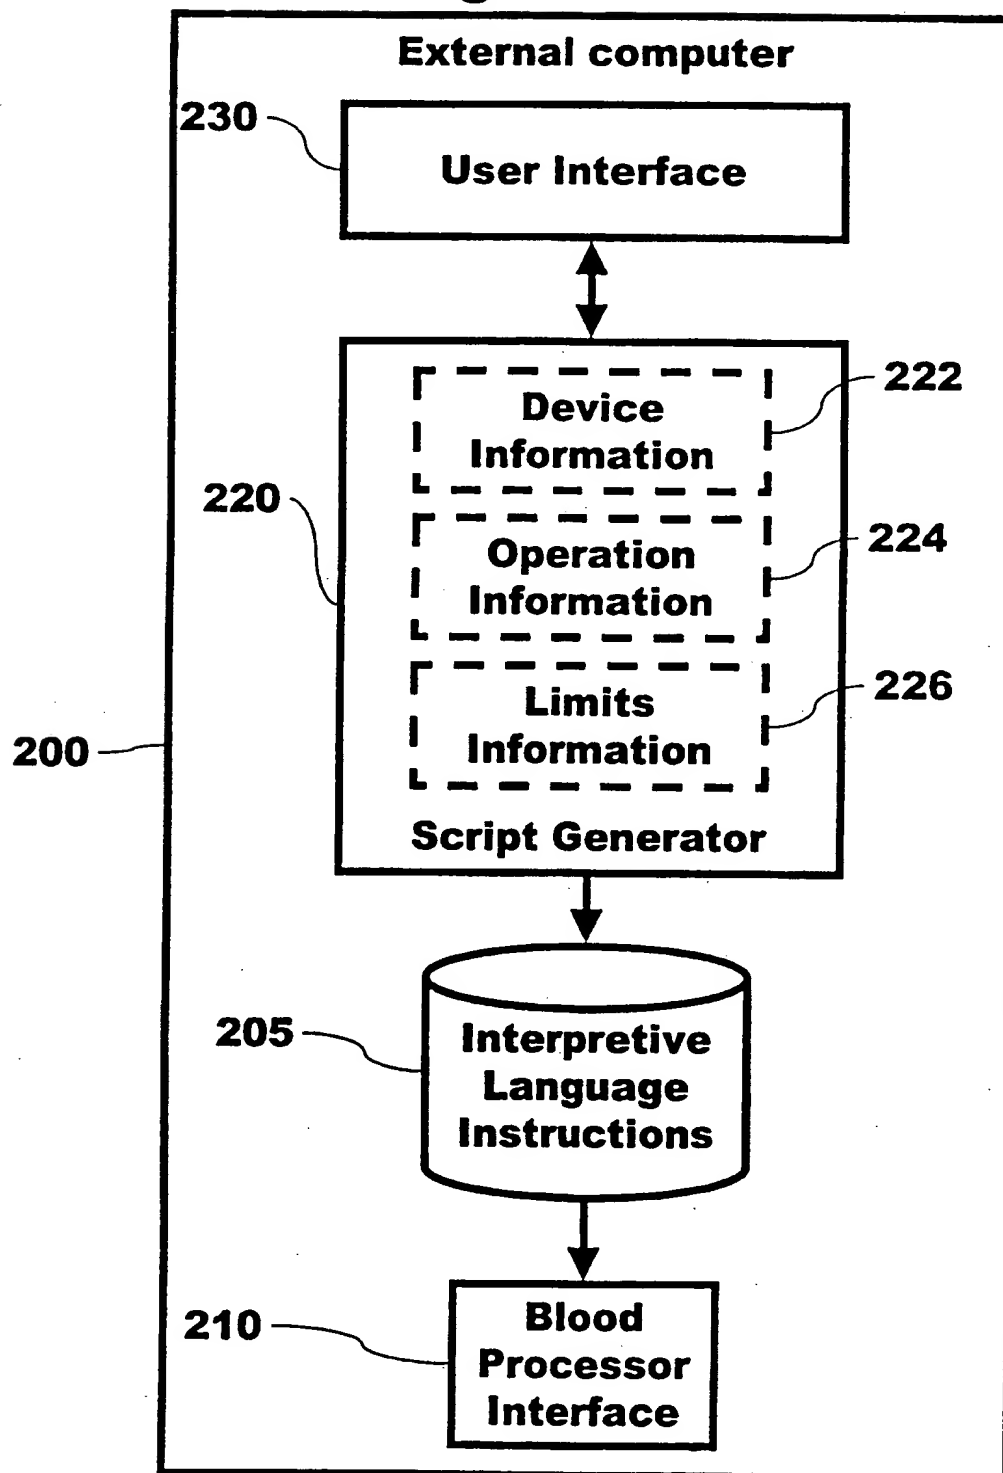 External computer
230
User Interface
222
Device
Information
220
224
Operation
Information
226
Limits
Information
200
Script Generator
205
Interpretive
Language
Instructions
210
Blood
Processor
Interface